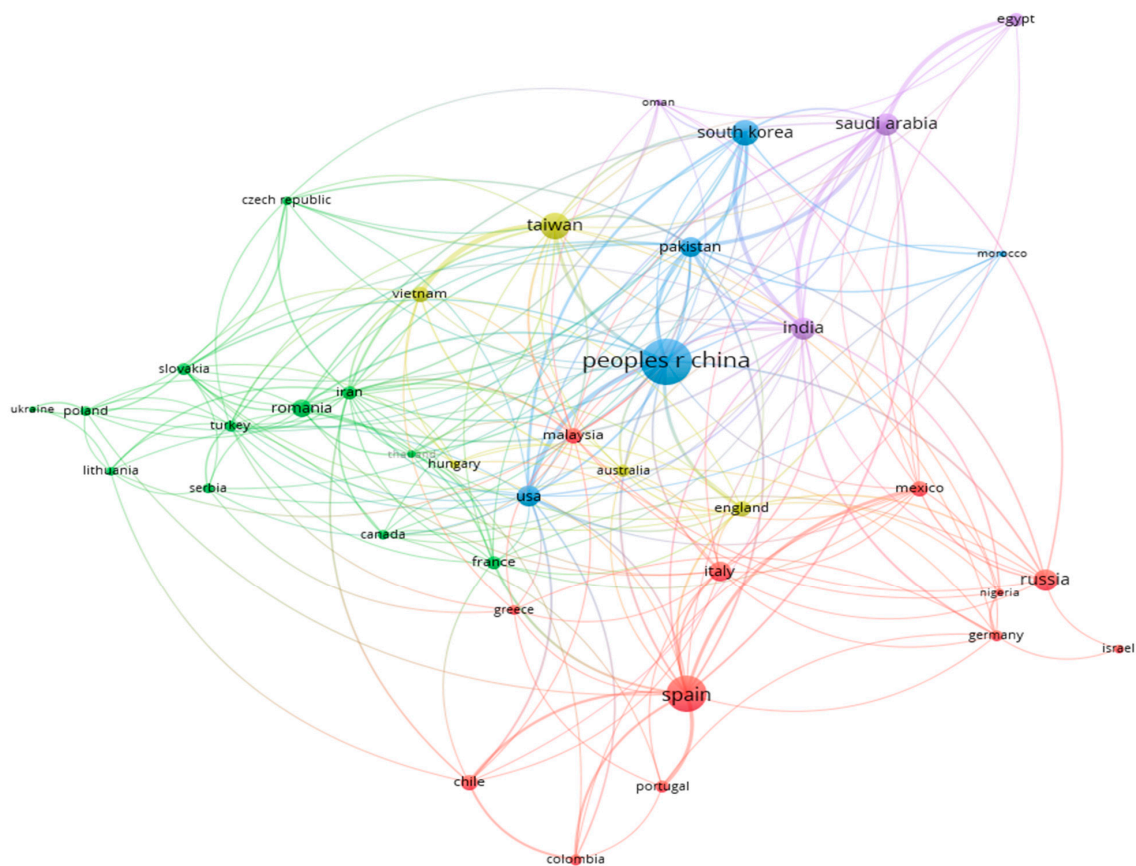 egypt
oman
saudi arabia
south korea
czech republic
taiwan
pakistan
morocco
vietnam
india
peoples r china
slovakia
iran
ukraine
poland
romania
turkey
malaysia
thailand
hungary
lithuania
australia
serbia
usa
mexico
england
canada
france
italy
russia
nigeria
greece
germany
israel
spain
chile
portugal
colombia